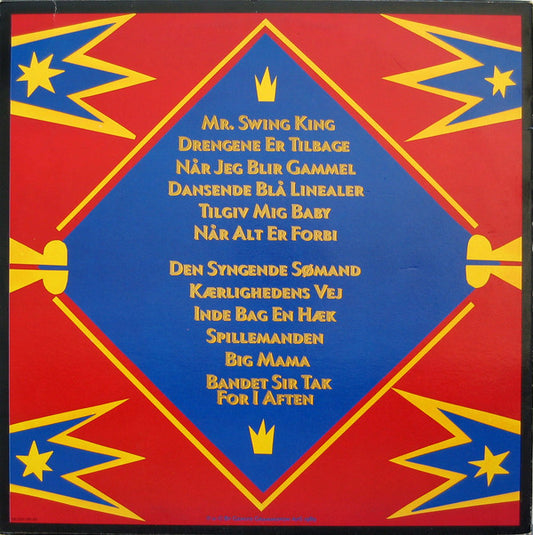 Mr. Swing King
Drengene Er Tilbage
Når Jeg Blir Gammel
Dansende Blå Linealer
Tilgiv Mig Baby
Når Alt Er Forbi
Den Syngende Sømand
Kærlighedens Vej
Inde Bag En Hæk
Spillemanden
Big Mama
Bandet Sir Tak
For I Aften